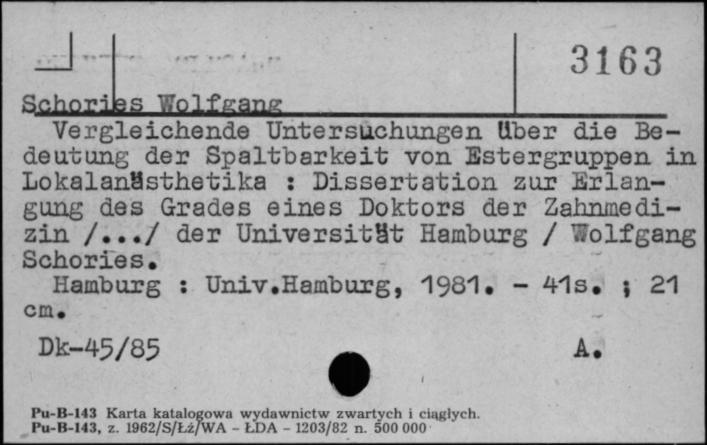 3163
Schories Wolfgang
Vergleichende Untersuchungen über die Be-
deutung der Spaltbarkeit von Estergruppen in
Lokalanästhetika : Dissertation zur Erlan-
gung des Grades eines Doktors der Zahnmedi-
zin /.../ der Universität Hamburg / Wolfgang
Schories.
Hamburg : Univ.Hamburg, 1981. - 41s. ; 21
cm.
Dk-45/85 A.
Pu-B-143 Karta katalogowa wydawnictw zwartych i ciągłych.
Pu-B-143, z. 1962/S/Łź/WA - ŁDA - 1203/82 n. 500 000